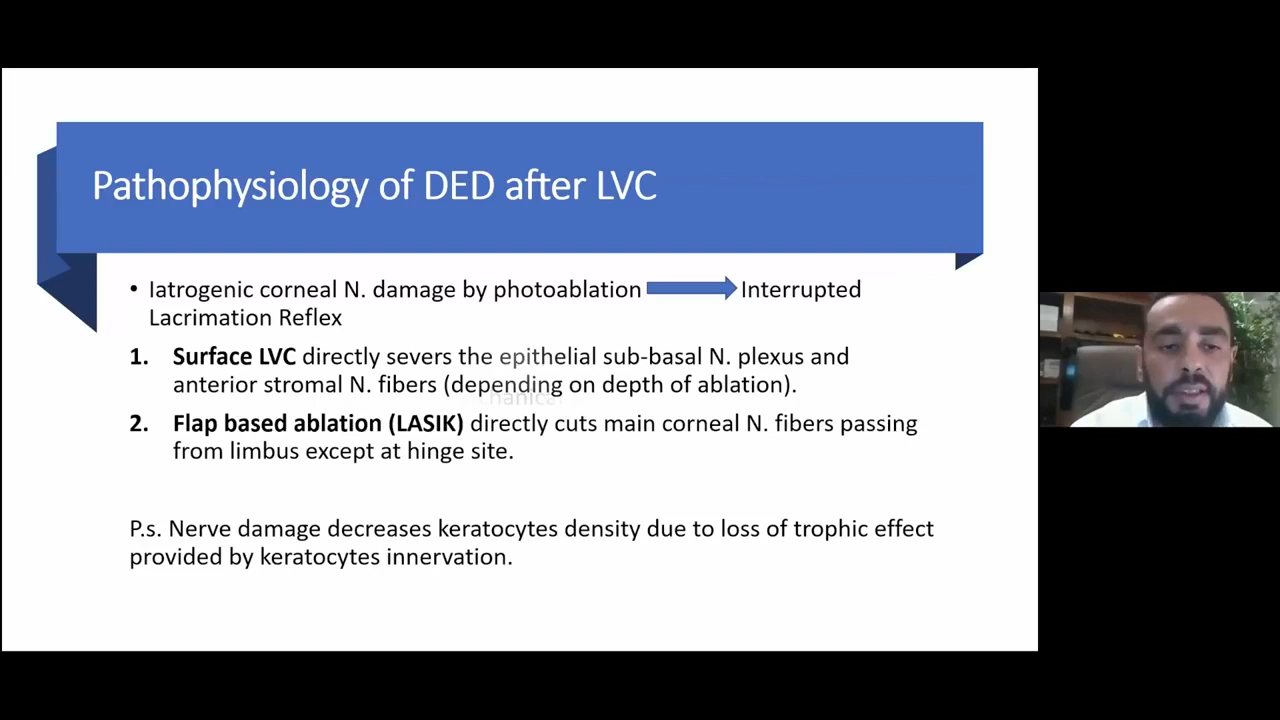 Pathophysiology of DED after LVC
• Iatrogenic corneal N. damage by photoablation Interrupted
Lacrimation Reflex
1. Surface LVC directly severs the epithelial sub-basal N. plexus and
anterior stromal N. fibers (depending on depth of ablation).
2. Flap based ablation (LASIK) directly cuts main corneal N. fibers passing
from limbus except at hinge site.
P.s. Nerve damage decreases keratocytes density due to loss of trophic effect
provided by keratocytes innervation.